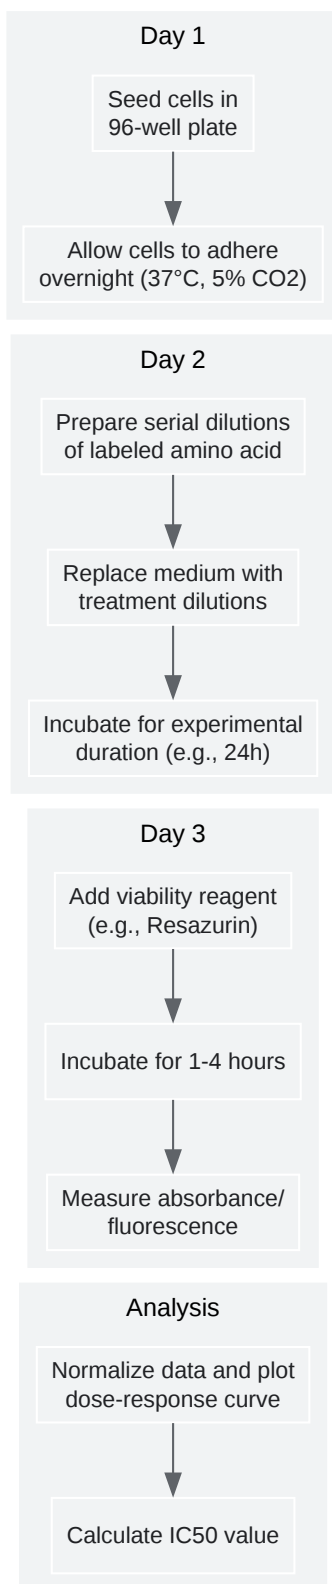 Day 1
Seed cells in
96-well plate
Allow cells to adhere
overnight (37°C, 5% CO2)
Day 2
Prepare serial dilutions
of labeled amino acid
Replace medium with
treatment dilutions
Incubate for experimental
duration (e.g., 24h)
Day 3
Add viability reagent
(e.g., Resazurin)
Incubate for 1-4 hours
Measure absorbance/
fluorescence
Analysis
Normalize data and plot
dose-response curve
Calculate IC50 value